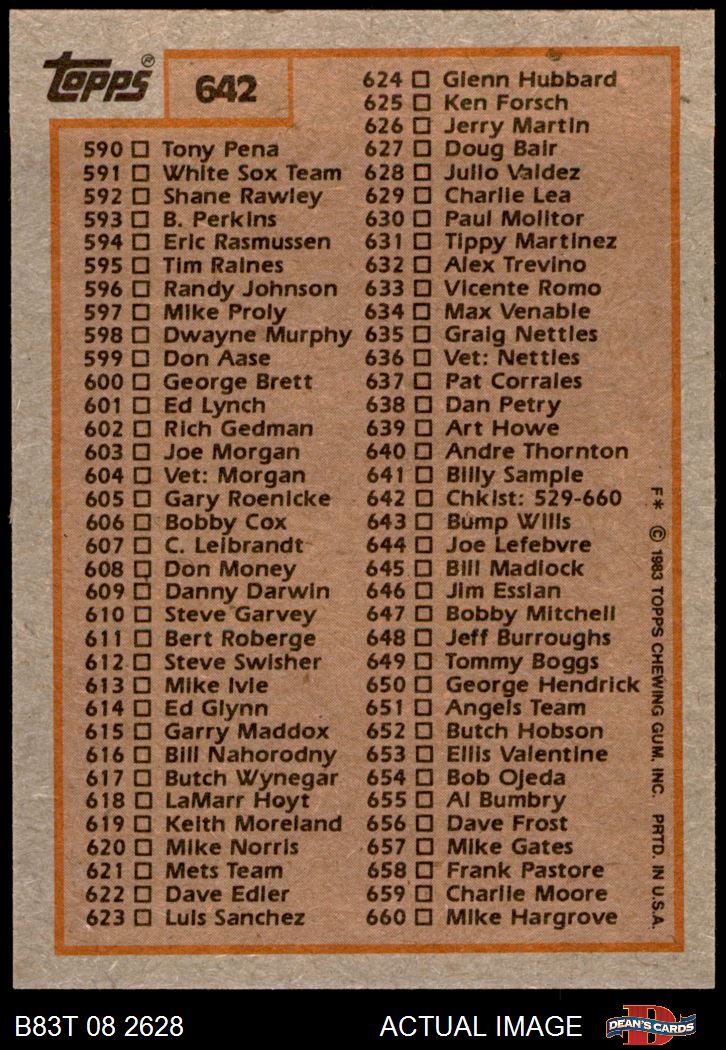 Topps®
642
590 □ Tony Pena
591 □ White Sox Team
592 □ Shane Rawley
593 □ B. Perkins
594 □ Eric Rasmussen
595 □ Tim Raines
596 □ Randy Johnson
597 □ Mike Proly
598 □ Dwayne Murphy
599 □ Don Aase
600 □ George Brett
601 □ Ed Lynch
602 □ Rich Gedman
603 □ Joe Morgan
604 □ Vet: Morgan
605 □ Gary Roenicke
606 □ Bobby Cox
607 □ C. Leibrandt
608 □ Don Money
609 □ Danny Darwin
610 □ Steve Garvey
611 □ Bert Roberge
612 □ Steve Swisher
613 □ Mike Ivie
614 □ Ed Glynn
615 □ Garry Maddox
616 □ Bill Nahorodny
617 □ Butch Wynegar
618 □ LaMarr Hoyt
619 □ Keith Moreland
620 □ Mike Norris
621 □ Mets Team
622 □ Dave Edler
623 □ Luis Sanchez
624 □ Glenn Hubbard
625 □ Ken Forsch
626 □ Jerry Martin
627 □ Doug Bair
628 □ Julio Valdez
629 □ Charlie Lea
630 □ Paul Molitor
631 □ Tippy Martinez
632 □ Alex Trevino
633 □ Vicente Romo
634 □ Max Venable
635 □ Graig Nettles
636 □ Vet: Nettles
637 □ Pat Corrales
638 □ Dan Petry
639 □ Art Howe
640 □ Andre Thornton
641 □ Billy Sample
642 □ Chklst: 529-660
643 □ Bump Wills
644 □ Joe Lefebvre
645 □ Bill Madlock
646 □ Jim Essian
647 □ Bobby Mitchell
648 □ Jeff Burroughs
649 □ Tommy Boggs
650 □ George Hendrick
651 □ Angels Team
652 □ Butch Hobson
653 □ Ellis Valentine
654 □ Bob Ojeda
655 □ Al Bumbry
656 □ Dave Frost
657 □ Mike Gates
658 □ Frank Pastore
659 □ Charlie Moore
660 □ Mike Hargrove
F* © 1983 TOPPS CHEWING GUM, INC. PRTD. IN U.S.A.
B83T 08 2628
ACTUAL IMAGE
D
DEAN'S CARDS